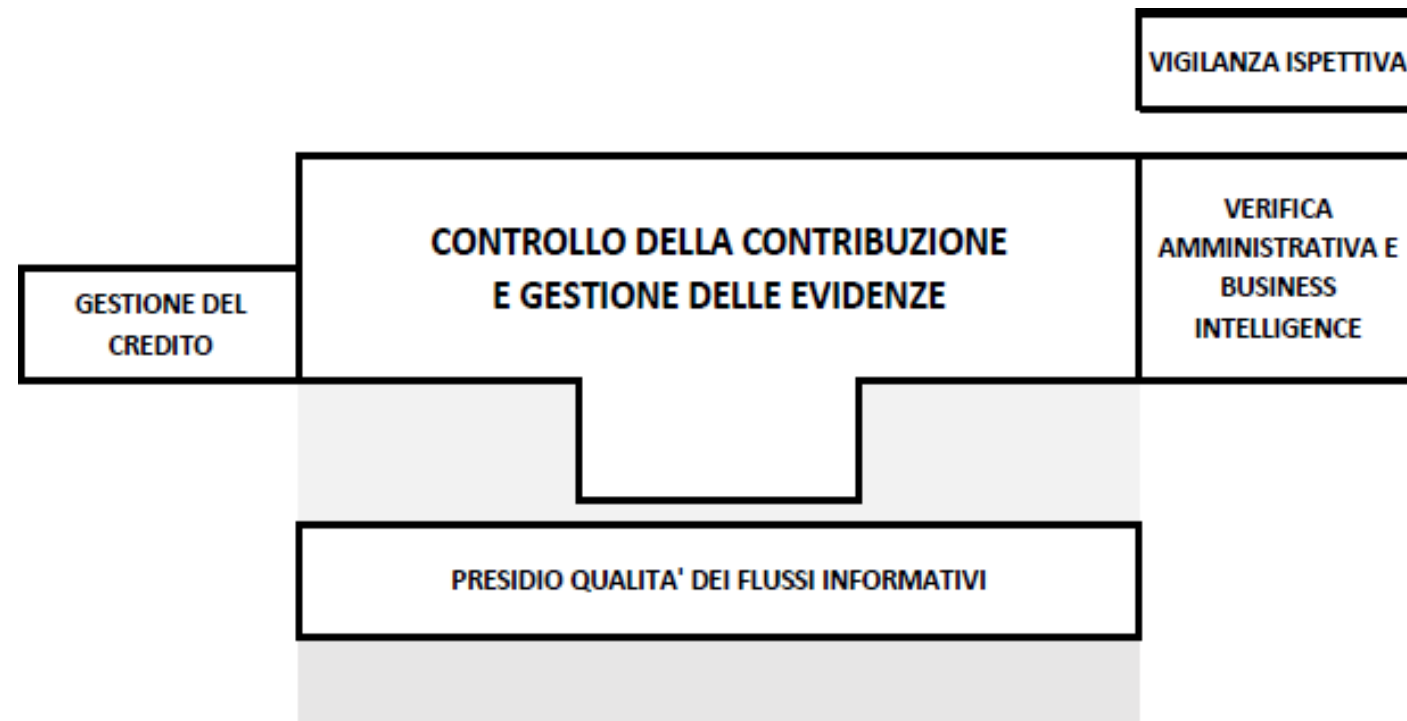 VIGILANZA ISPETTIVA
CONTROLLO DELLA CONTRIBUZIONE
E GESTIONE DELLE EVIDENZE
VERIFICA
AMMINISTRATIVA E
BUSINESS
INTELLIGENCE
GESTIONE DEL
CREDITO
PRESIDIO QUALITA' DEI FLUSSI INFORMATIVI